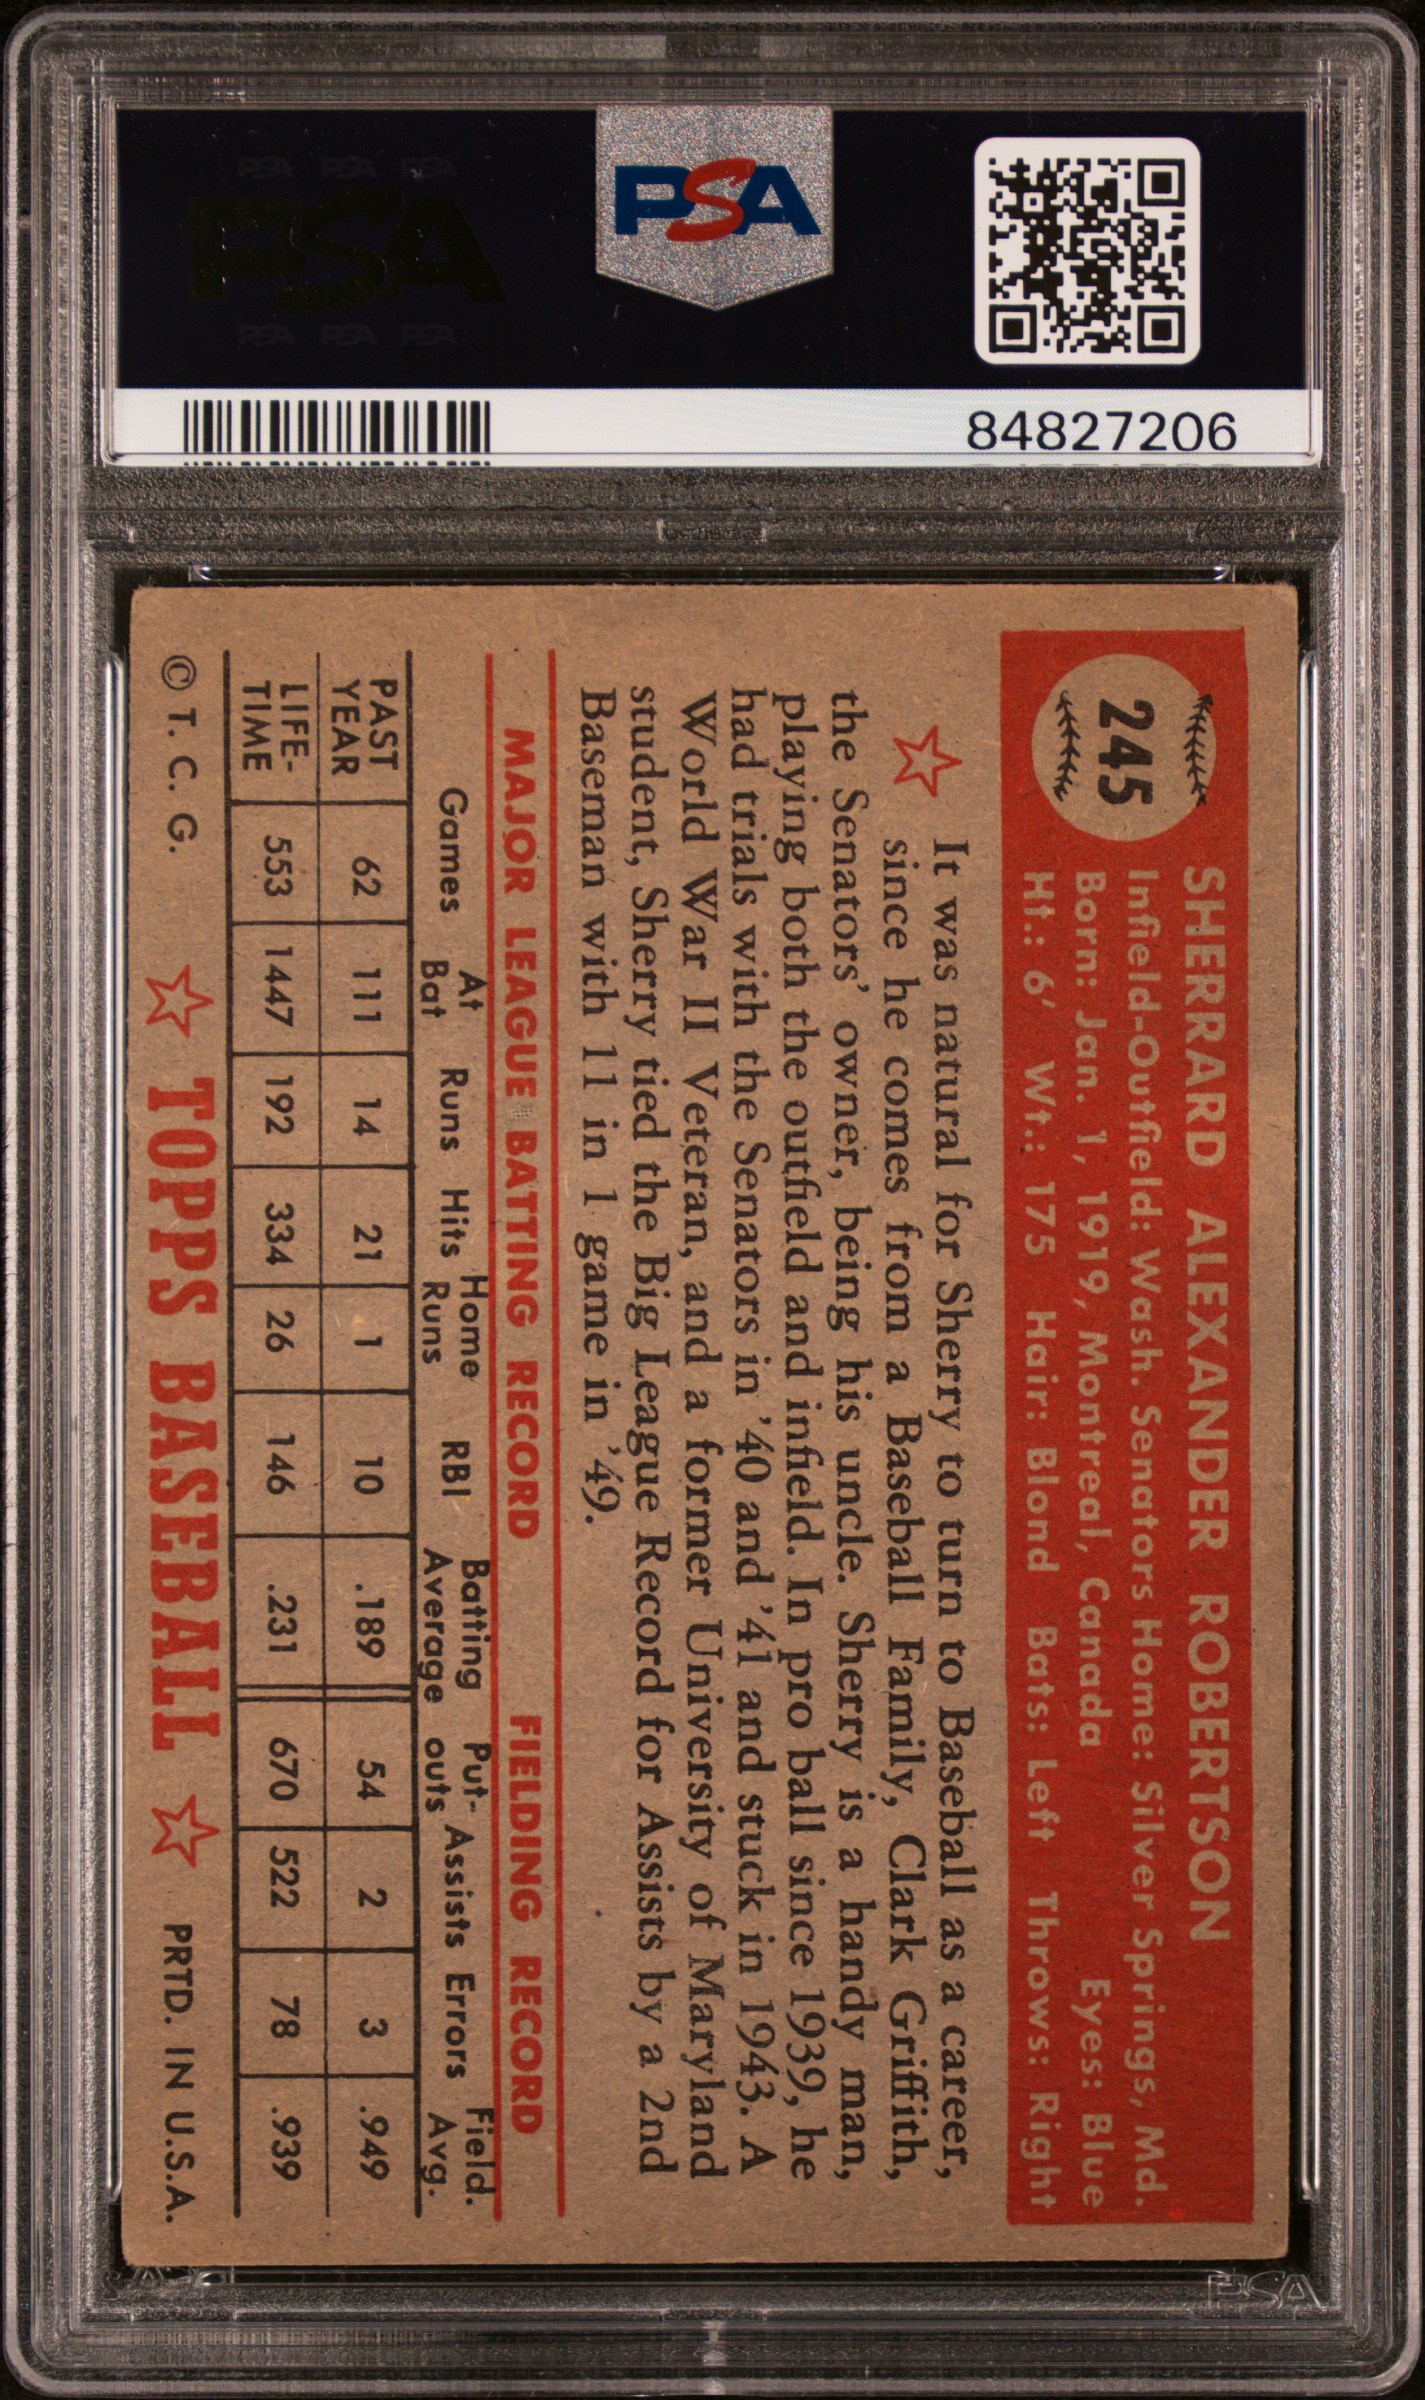 PSA PSA PSA
PSA
PSA PSA PSA
PSA
84827206
245
SHERRARD ALEXANDER ROBERTSON
Infield-Outfield: Wash. Senators Home: Silver Springs, Md.
Born: Jan. 1, 1919, Montreal, Canada Eyes: Blue
Ht.: 6' Wt.: 175 Hair: Blond Bats: Left Throws: Right
It was natural for Sherry to turn to Baseball as a career,
since he comes from a Baseball Family, Clark Griffith,
the Senators' owner, being his uncle. Sherry is a handy man,
playing both the outfield and infield. In pro ball since 1939, he
had trials with the Senators in '40 and '41 and stuck in 1943. A
World War II Veteran, and a former University of Maryland
student, Sherry tied the Big League Record for Assists by a 2nd
Baseman with 11 in 1 game in '49.
MAJOR LEAGUE BATTING RECORD FIELDING RECORD
Games At Bat Runs Hits Home Runs RBI Batting Average Put-outs Assists Errors Field. Avg.
PAST YEAR 62 111 14 21 1 10 .189 54 2 3 .949
LIFE-TIME 553 1447 192 334 26 146 .231 670 522 78 .939
© T. C. G. TOPPS BASEBALL PRTD. IN U.S.A.
PSA